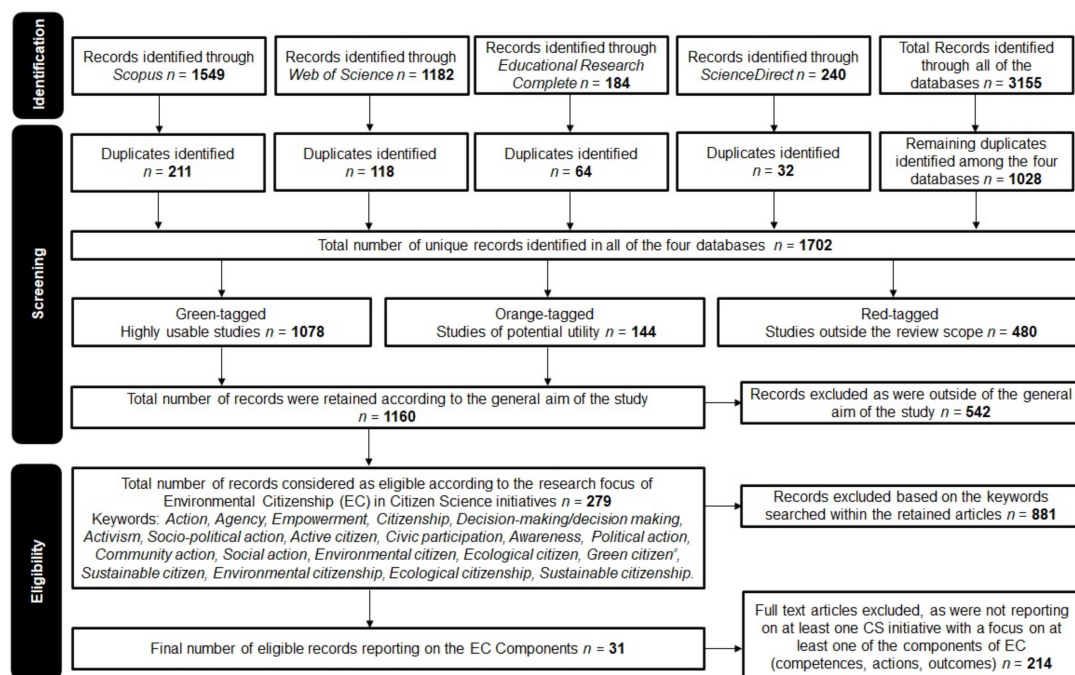 Identification
Records identified through
Scopus n = 1549
Records identified through
Web of Science n = 1182
Records identified through
Educational Research
Complete n = 184
Records identified through
ScienceDirect n = 240
Total Records identified
through all of the
databases n = 3155
Screening
Duplicates identified
n = 211
Duplicates identified
n = 118
Duplicates identified
n = 64
Duplicates identified
n = 32
Remaining duplicates
identified among the four
databases n = 1028
Total number of unique records identified in all of the four databases n = 1702
Green-tagged
Highly usable studies n = 1078
Orange-tagged
Studies of potential utility n = 144
Red-tagged
Studies outside the review scope n = 480
Total number of records were retained according to the general aim of the study
n = 1160
Records excluded as were outside of the general
aim of the study n = 542
Eligibility
Total number of records considered as eligible according to the research focus of
Environmental Citizenship (EC) in Citizen Science initiatives n = 279
Keywords: Action, Agency, Empowerment, Citizenship, Decision-making/decision making,
Activism, Socio-political action, Active citizen, Civic participation, Awareness, Political action,
Community action, Social action, Environmental citizen, Ecological citizen, Green citizen*,
Sustainable citizen, Environmental citizenship, Ecological citizenship, Sustainable citizenship.
Records excluded based on the keywords
searched within the retained articles n = 881
Final number of eligible records reporting on the EC Components n = 31
Full text articles excluded, as were not reporting
on at least one CS initiative with a focus on at
least one of the components of EC
(competences, actions, outcomes) n = 214